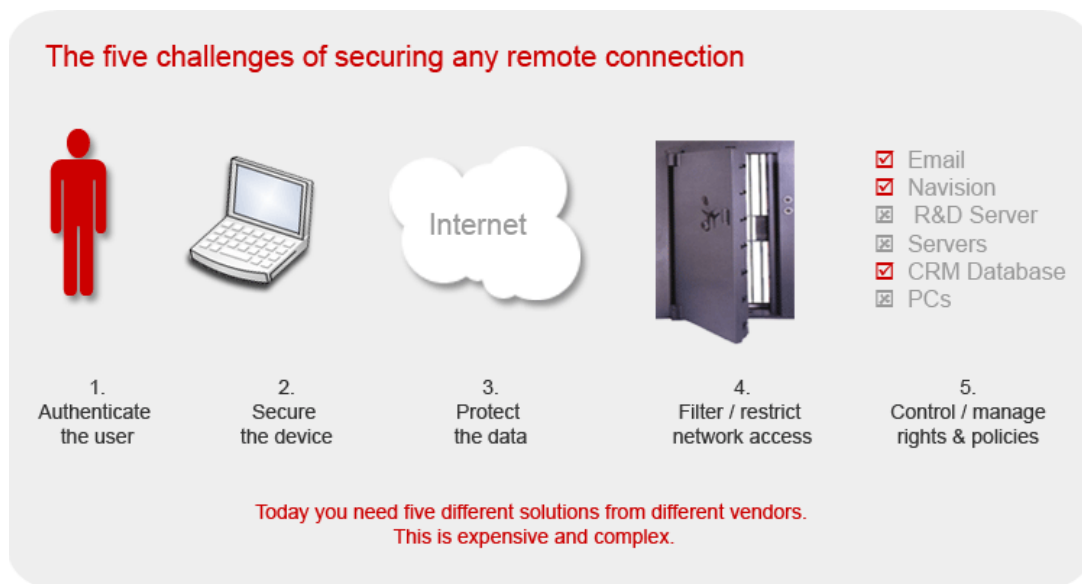 The five challenges of securing any remote connection
Internet
Email
Navision
R&D Server
Servers
CRM Database
PCs
1.
Authenticate
the user
2.
Secure
the device
3.
Protect
the data
4.
Filter / restrict
network access
5.
Control / manage
rights & policies
Today you need five different solutions from different vendors.
This is expensive and complex.